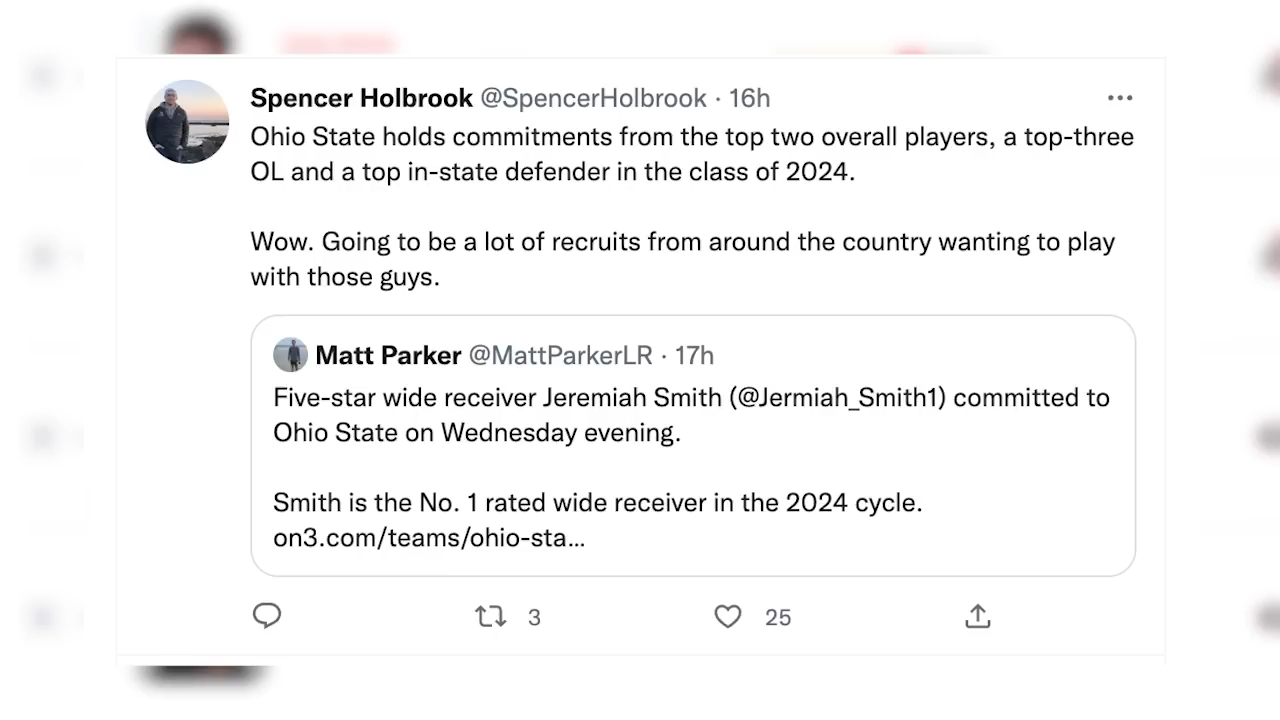 Spencer Holbrook @SpencerHolbrook · 16h
Ohio State holds commitments from the top two overall players, a top-three
OL and a top in-state defender in the class of 2024.
Wow. Going to be a lot of recruits from around the country wanting to play
with those guys.
Matt Parker @MattParkerLR · 17h
Five-star wide receiver Jeremiah Smith (@Jermiah_Smith1) committed to
Ohio State on Wednesday evening.
Smith is the No. 1 rated wide receiver in the 2024 cycle.
on3.com/teams/ohio-sta...
3 25